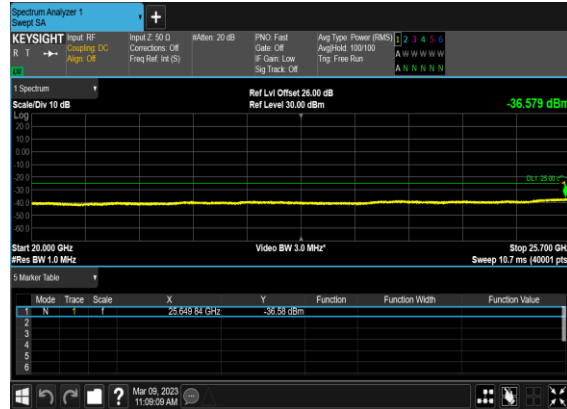 Spectrum Analyzer 1
Swept SA
+
KEYSIGHT Input: RF Input Z: 50 Ω #Atten: 20 dB PNO: Fast Avg Type: Power (RMS) 1 2 3 4 5 6
R T Coupling: DC Corrections: Off Gate: Off Avg|Hold: 100/100 A W W W W W
Align: Off Freq Ref: Int (S) IF Gain: Low Trig: Free Run
Sig Track: Off A N N N N N
1 Spectrum Ref Lvl Offset 26.00 dB
Scale/Div 10 dB Ref Level 30.00 dBm -36.579 dBm
Log
20.0
10.0
0.00
-10.0
-20.0
DL1 25.00
-30.0
-40.0
-50.0
-60.0
Start 20.000 GHz Video BW 3.0 MHz* Stop 25.700 GH
#Res BW 1.0 MHz Sweep 10.7 ms (40001 pts
5 Marker Table
Mode Trace Scale X Y Function Function Width Function Value
1 N 1 f 25.649 84 GHz -36.58 dBm
2
3
4
5
6
? Mar 09, 2023
11:09:09 AM